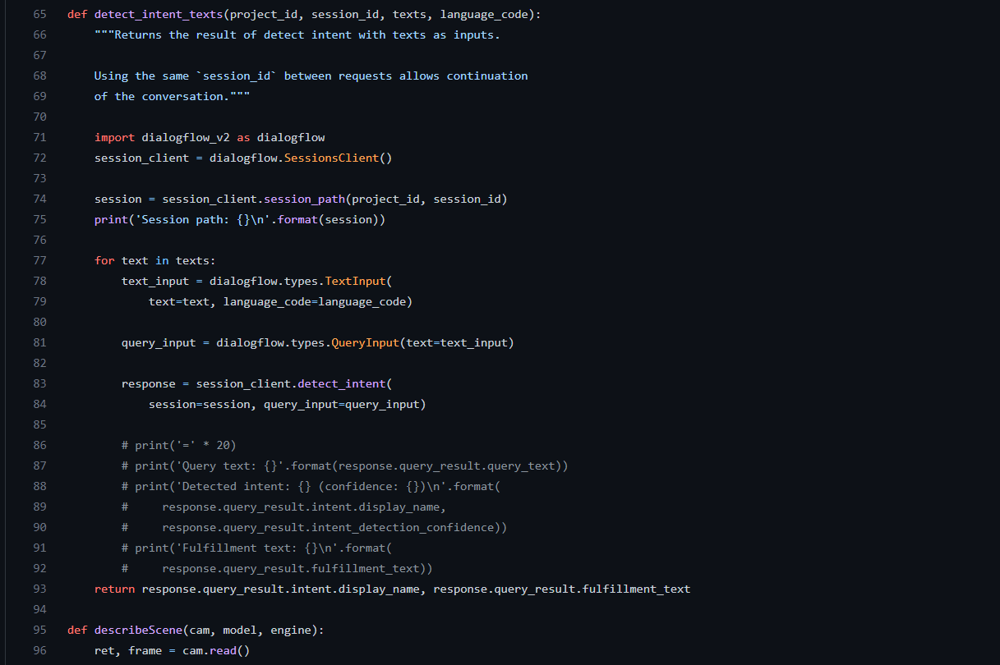 65 def detect_intent_texts(project_id, session_id, texts, language_code):
66     """Returns the result of detect intent with texts as inputs.
67
68     Using the same `session_id` between requests allows continuation
69     of the conversation."""
70
71     import dialogflow_v2 as dialogflow
72     session_client = dialogflow.SessionsClient()
73
74     session = session_client.session_path(project_id, session_id)
75     print('Session path: {}\n'.format(session))
76
77     for text in texts:
78         text_input = dialogflow.types.TextInput(
79             text=text, language_code=language_code)
80
81         query_input = dialogflow.types.QueryInput(text=text_input)
82
83         response = session_client.detect_intent(
84             session=session, query_input=query_input)
85
86         # print('=' * 20)
87         # print('Query text: {}'.format(response.query_result.query_text))
88         # print('Detected intent: {} (confidence: {})\n'.format(
89         #     response.query_result.intent.display_name,
90         #     response.query_result.intent_detection_confidence))
91         # print('Fulfillment text: {}\n'.format(
92         #     response.query_result.fulfillment_text))
93     return response.query_result.intent.display_name, response.query_result.fulfillment_text
94
95 def describeScene(cam, model, engine):
96     ret, frame = cam.read()